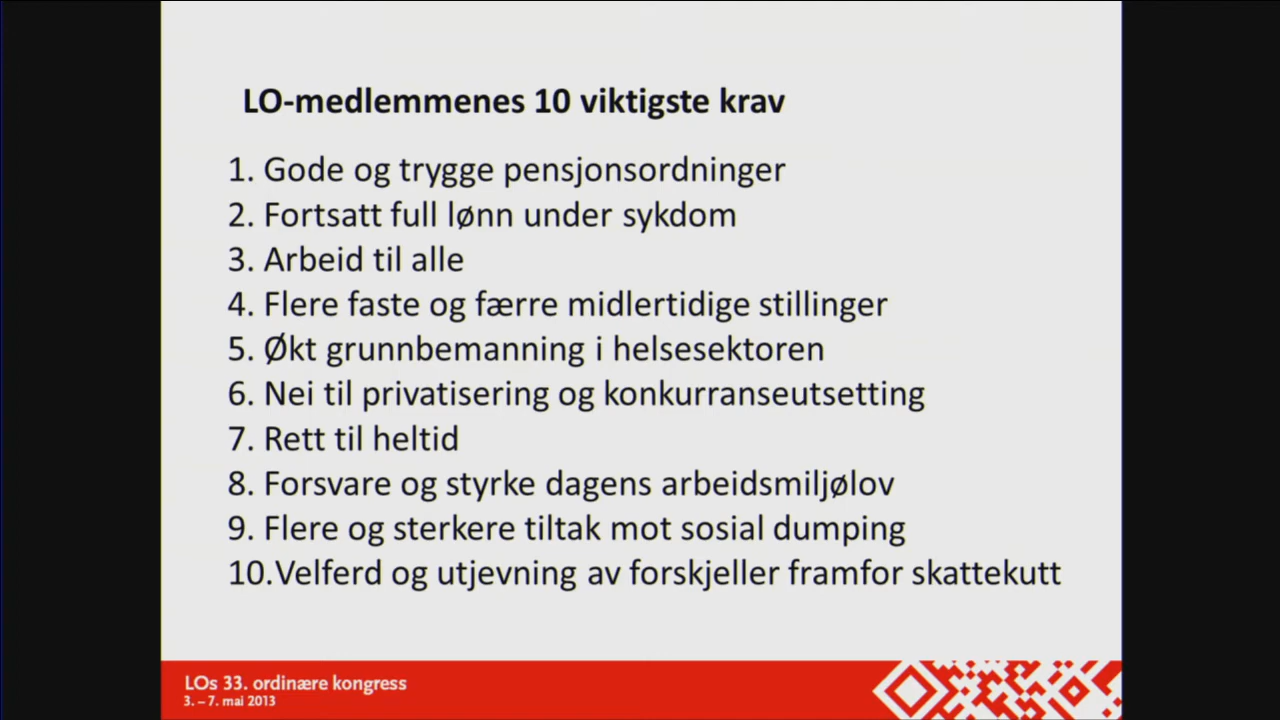 LO-medlemmenes 10 viktigste krav
1. Gode og trygge pensjonsordninger
2. Fortsatt full lønn under sykdom
3. Arbeid til alle
4. Flere faste og færre midlertidige stillinger
5. Økt grunnbemanning i helsesektoren
6. Nei til privatisering og konkurranseutsetting
7. Rett til heltid
8. Forsvare og styrke dagens arbeidsmiljølov
9. Flere og sterkere tiltak mot sosial dumping
10.Velferd og utjevning av forskjeller framfor skattekutt
LOs 33. ordinære kongress
3. – 7. mai 2013